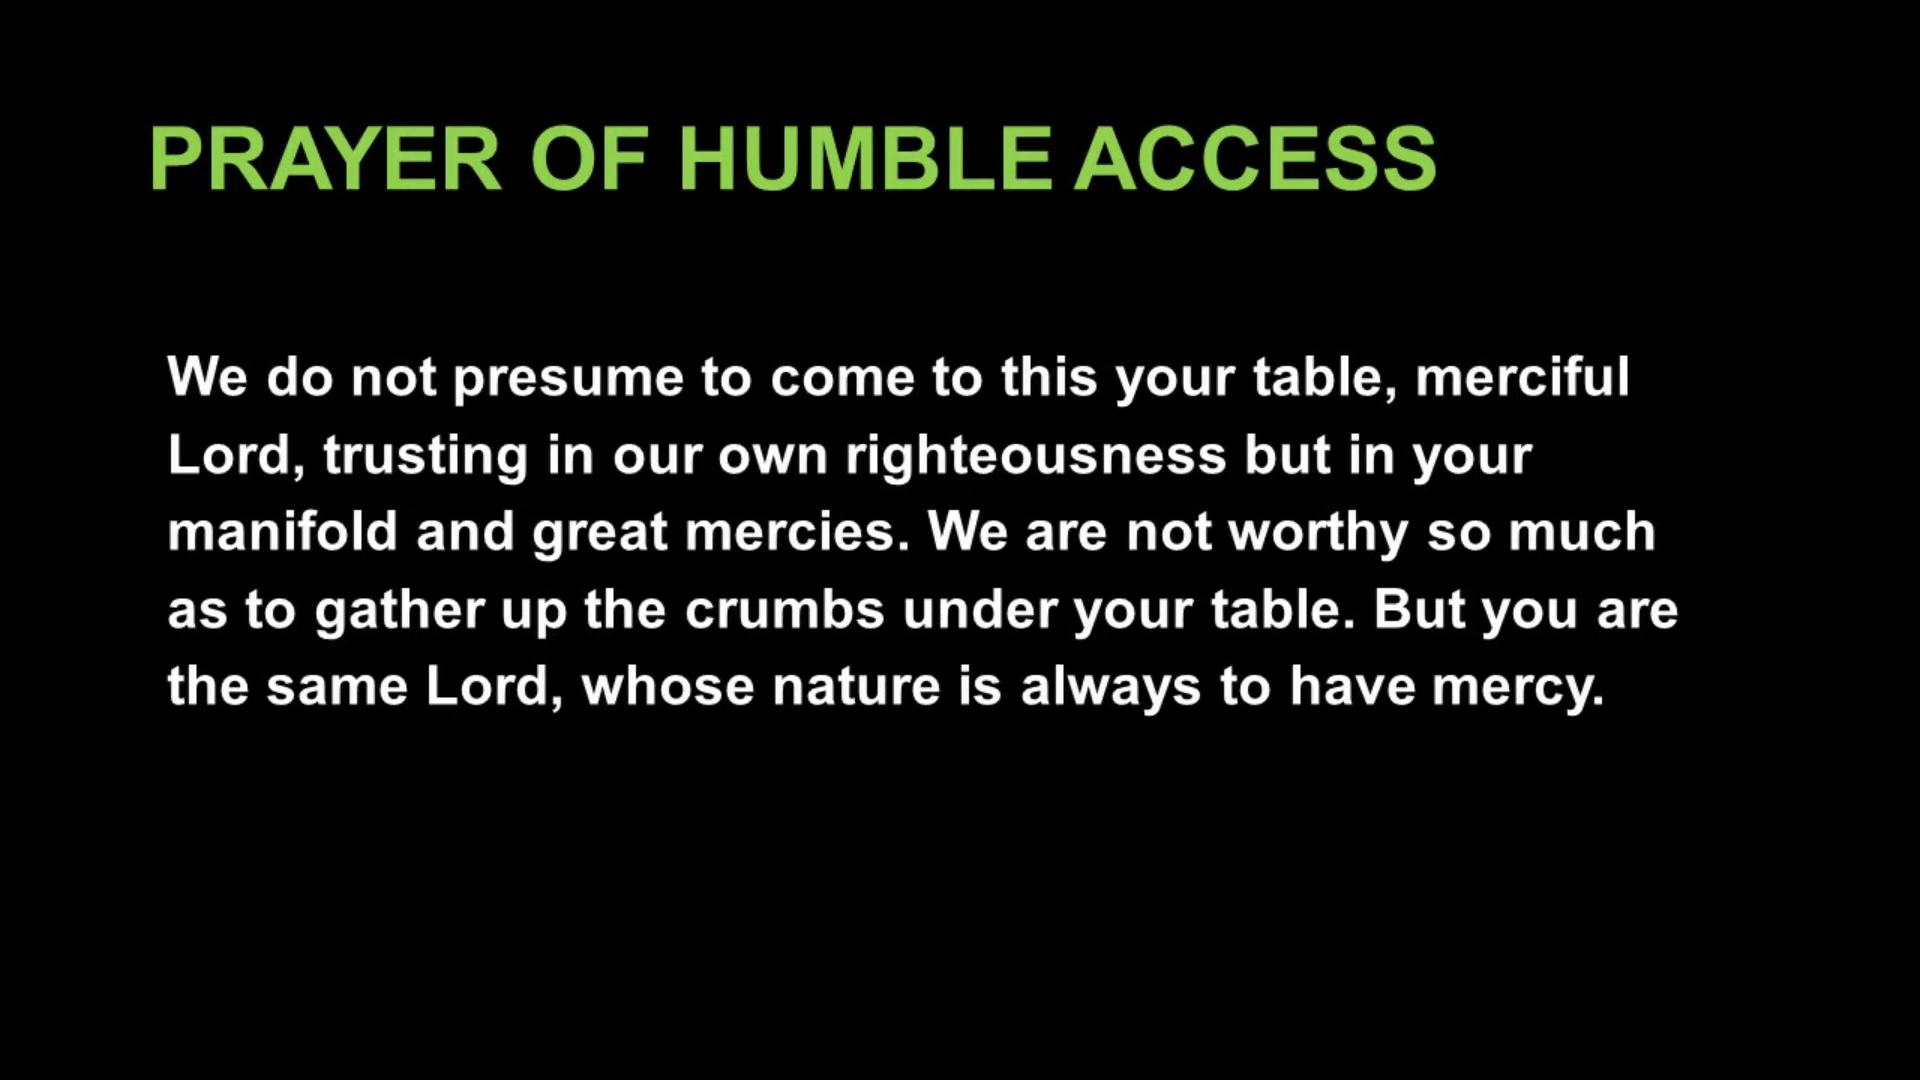 PRAYER OF HUMBLE ACCESS
We do not presume to come to this your table, merciful
Lord, trusting in our own righteousness but in your
manifold and great mercies. We are not worthy so much
as to gather up the crumbs under your table. But you are
the same Lord, whose nature is always to have mercy.